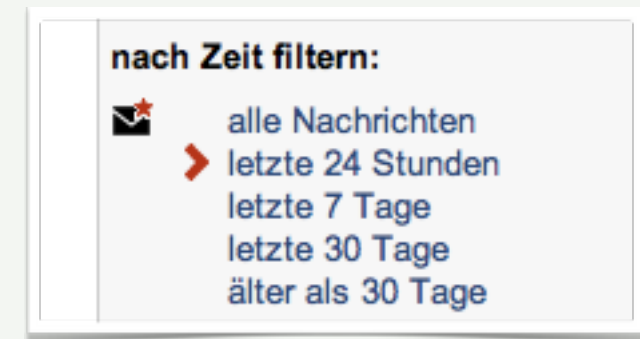 nach Zeit filtern:
alle Nachrichten
letzte 24 Stunden
letzte 7 Tage
letzte 30 Tage
älter als 30 Tage